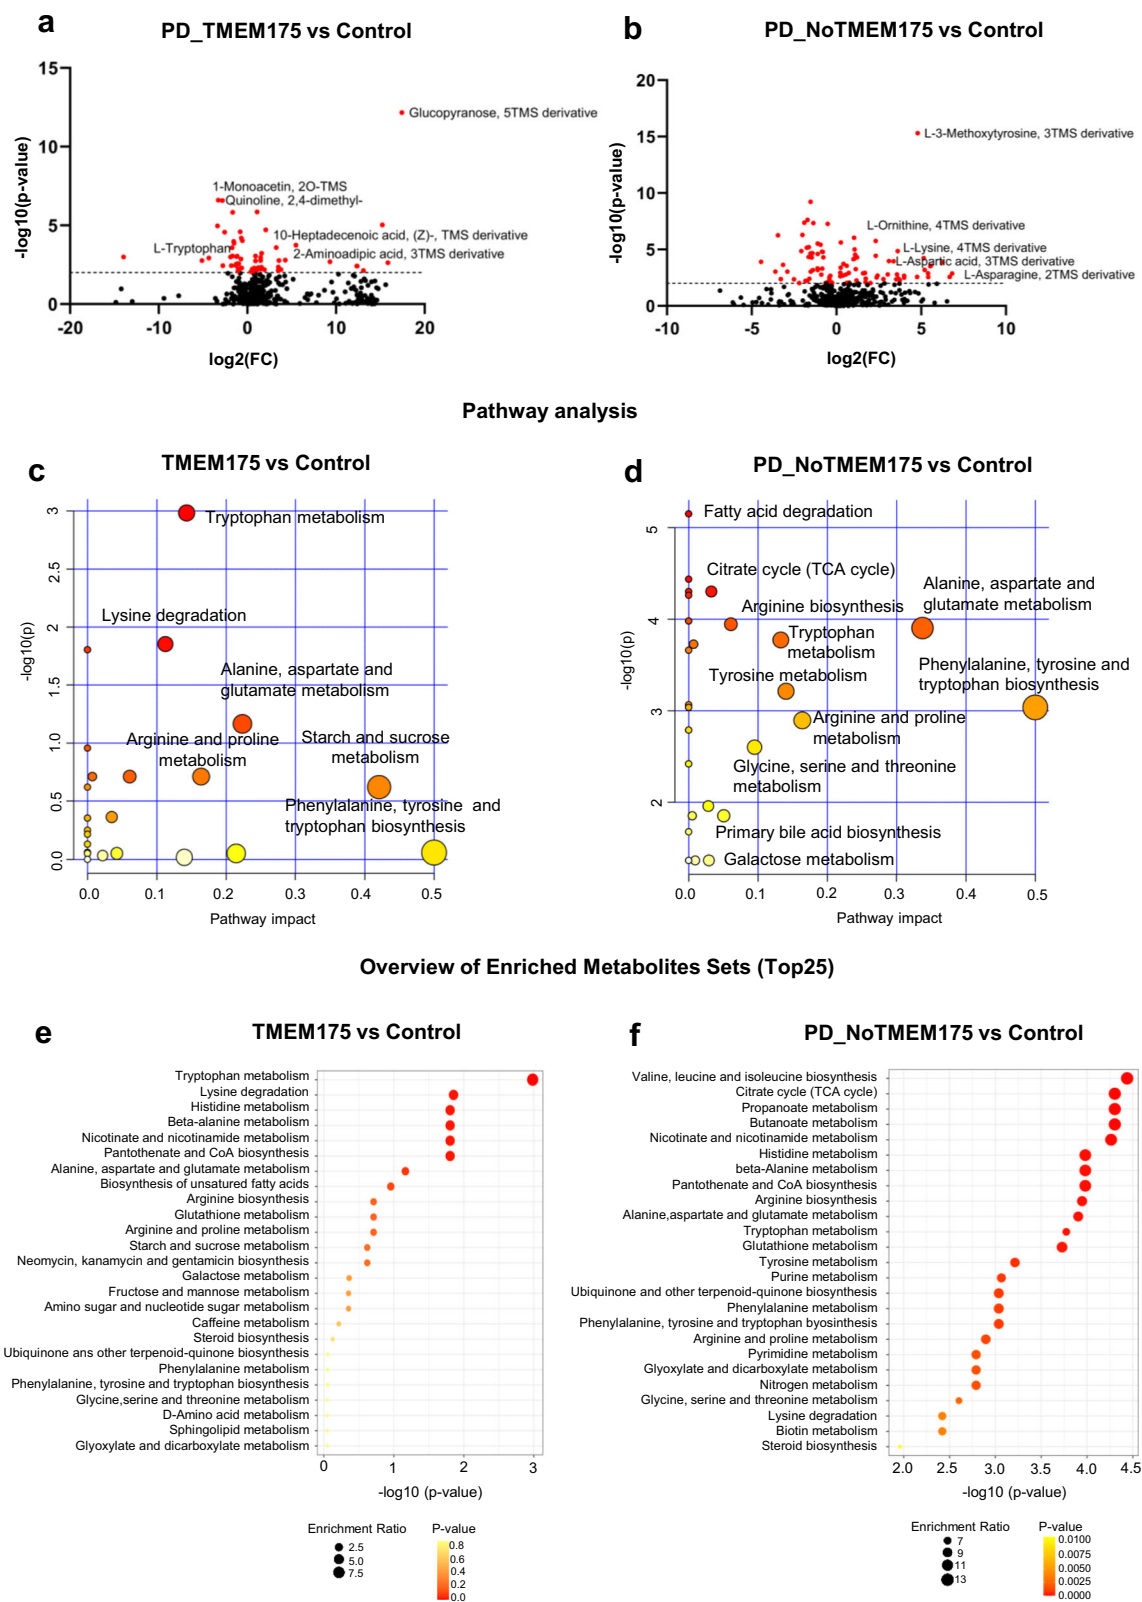 a
PD_TMEM175 vs Control
15
10
5
0
-20
-10
0
10
20
-log10(p-value)
log2(FC)
Glucopyranose, 5TMS derivative
1-Monoacetin, 2O-TMS
Quinoline, 2,4-dimethyl-
10-Heptadecenoic acid, (Z)-, TMS derivative
L-Tryptophan
2-Aminoadipic acid, 3TMS derivative
b
PD_NoTMEM175 vs Control
20
15
10
5
0
-10
-5
0
5
10
-log10(p-value)
log2(FC)
L-3-Methoxytyrosine, 3TMS derivative
L-Ornithine, 4TMS derivative
L-Lysine, 4TMS derivative
L-Aspartic acid, 3TMS derivative
L-Asparagine, 2TMS derivative
Pathway analysis
c
TMEM175 vs Control
3
2.5
2
1.5
1.0
0.5
0.0
-log10(p)
0.0
0.1
0.2
0.3
0.4
0.5
Pathway impact
Tryptophan metabolism
Lysine degradation
Alanine, aspartate and
glutamate metabolism
Arginine and proline
metabolism
Starch and sucrose
metabolism
Phenylalanine, tyrosine and
tryptophan biosynthesis
d
PD_NoTMEM175 vs Control
5
4
3
2
-log10(p)
0.0
0.1
0.2
0.3
0.4
0.5
Pathway impact
Fatty acid degradation
Citrate cycle (TCA cycle)
Alanine, aspartate and
glutamate metabolism
Arginine biosynthesis
Tryptophan
metabolism
Phenylalanine, tyrosine and
tryptophan biosynthesis
Tyrosine metabolism
Arginine and proline
metabolism
Glycine, serine and threonine
metabolism
Primary bile acid biosynthesis
Galactose metabolism
Overview of Enriched Metabolites Sets (Top25)
e
TMEM175 vs Control
Tryptophan metabolism
Lysine degradation
Histidine metabolism
Beta-alanine metabolism
Nicotinate and nicotinamide metabolism
Pantothenate and CoA biosynthesis
Alanine, aspartate and glutamate metabolism
Biosynthesis of unsatured fatty acids
Arginine biosynthesis
Glutathione metabolism
Arginine and proline metabolism
Starch and sucrose metabolism
Neomycin, kanamycin and gentamicin biosynthesis
Galactose metabolism
Fructose and mannose metabolism
Amino sugar and nucleotide sugar metabolism
Caffeine metabolism
Steroid biosynthesis
Ubiquinone ans other terpenoid-quinone biosynthesis
Phenylalanine metabolism
Phenylalanine, tyrosine and tryptophan biosynthesis
Glycine,serine and threonine metabolism
D-Amino acid metabolism
Sphingolipid metabolism
Glyoxylate and dicarboxylate metabolism
0
1
2
3
-log10 (p-value)
Enrichment Ratio
2.5
5.0
7.5
P-value
0.8
0.6
0.4
0.2
0.0
f
PD_NoTMEM175 vs Control
Valine, leucine and isoleucine biosynthesis
Citrate cycle (TCA cycle)
Propanoate metabolism
Butanoate metabolism
Nicotinate and nicotinamide metabolism
Histidine metabolism
beta-Alanine metabolism
Pantothenate and CoA biosynthesis
Arginine biosynthesis
Alanine,aspartate and glutamate metabolism
Tryptophan metabolism
Glutathione metabolism
Tyrosine metabolism
Purine metabolism
Ubiquinone and other terpenoid-quinone biosynthesis
Phenylalanine metabolism
Phenylalanine, tyrosine and tryptophan byosinthesis
Arginine and proline metabolism
Pyrimidine metabolism
Glyoxylate and dicarboxylate metabolism
Nitrogen metabolism
Glycine, serine and threonine metabolism
Lysine degradation
Biotin metabolism
Steroid biosynthesis
2.0
2.5
3.0
3.5
4.0
4.5
-log10 (p-value)
Enrichment Ratio
7
9
11
13
P-value
0.0100
0.0075
0.0050
0.0025
0.0000